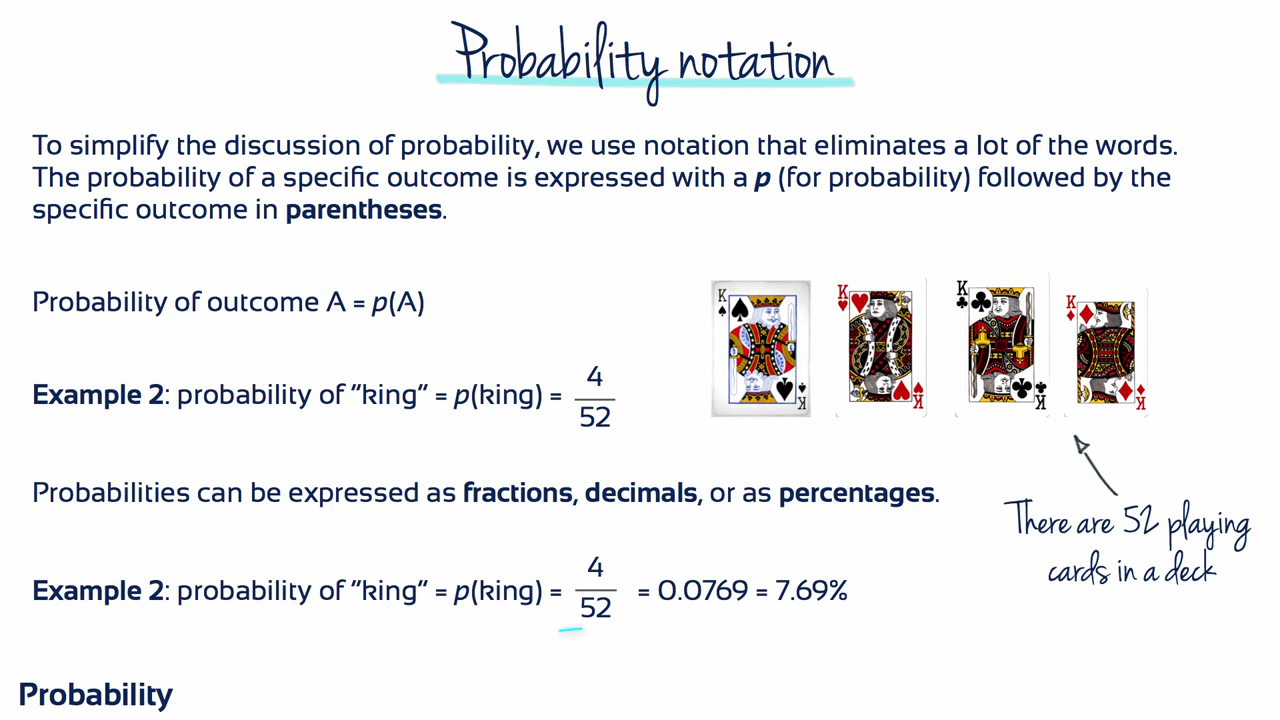 Probability notation
To simplify the discussion of probability, we use notation that eliminates a lot of the words.
The probability of a specific outcome is expressed with a p (for probability) followed by the
specific outcome in parentheses.
Probability of outcome A = p(A)
K K K K
K K K K
Example 2: probability of "king" = p(king) = 4/52
Probabilities can be expressed as fractions, decimals, or as percentages.
There are 52 playing
cards in a deck
Example 2: probability of "king" = p(king) = 4/52 = 0.0769 = 7.69%
Probability